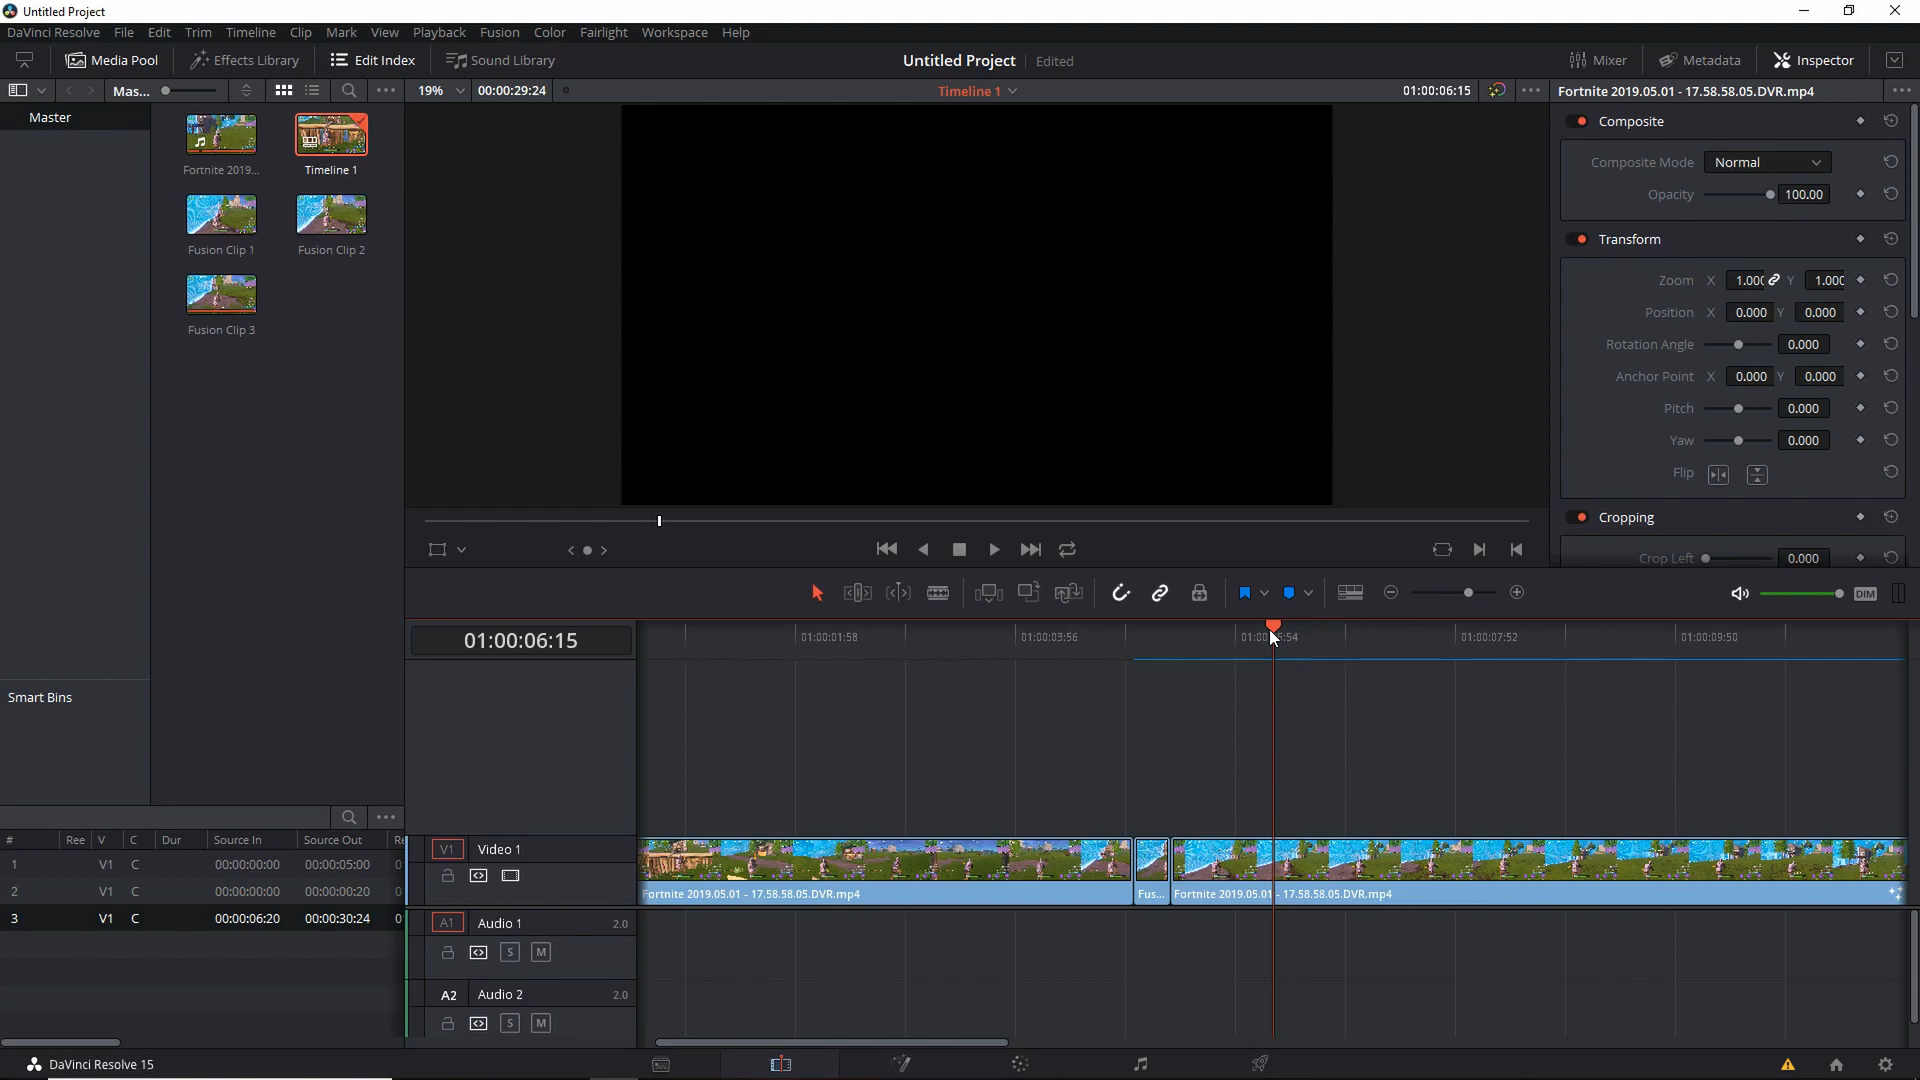 Untitled Project
DaVinci Resolve File Edit Trim Timeline Clip Mark View Playback Fusion Color Fairlight Workspace Help
Media Pool Effects Library Edit Index Sound Library Untitled Project Edited Mixer Metadata Inspector
Mas... 19% 00:00:29:24 Timeline 1 01:00:06:15 Fortnite 2019.05.01 - 17.58.58.05.DVR.mp4
Master
Fortnite 2019... Timeline 1
Fusion Clip 1 Fusion Clip 2
Fusion Clip 3
Composite
Composite Mode Normal
Opacity 100.00
Transform
Zoom X 1.000 Y 1.000
Position X 0.000 Y 0.000
Rotation Angle 0.000
Anchor Point X 0.000 Y 0.000
Pitch 0.000
Yaw 0.000
Flip
Cropping
Crop Left 0.000
DIM
Smart Bins
01:00:06:15 01:00:01:58 01:00:03:56 01:00: 5:54 01:00:07:52 01:00:09:50
# Ree V C Dur Source In Source Out Re
1 V1 C 00:00:00:00 00:00:05:00 0
2 V1 C 00:00:00:00 00:00:00:20 0
3 V1 C 00:00:06:20 00:00:30:24 0
V1 Video 1
Fortnite 2019.05.01 - 17.58.58.05.DVR.mp4 Fus... Fortnite 2019.05.01 - 17.58.58.05.DVR.mp4
A1 Audio 1 2.0
S M
A2 Audio 2 2.0
S M
DaVinci Resolve 15